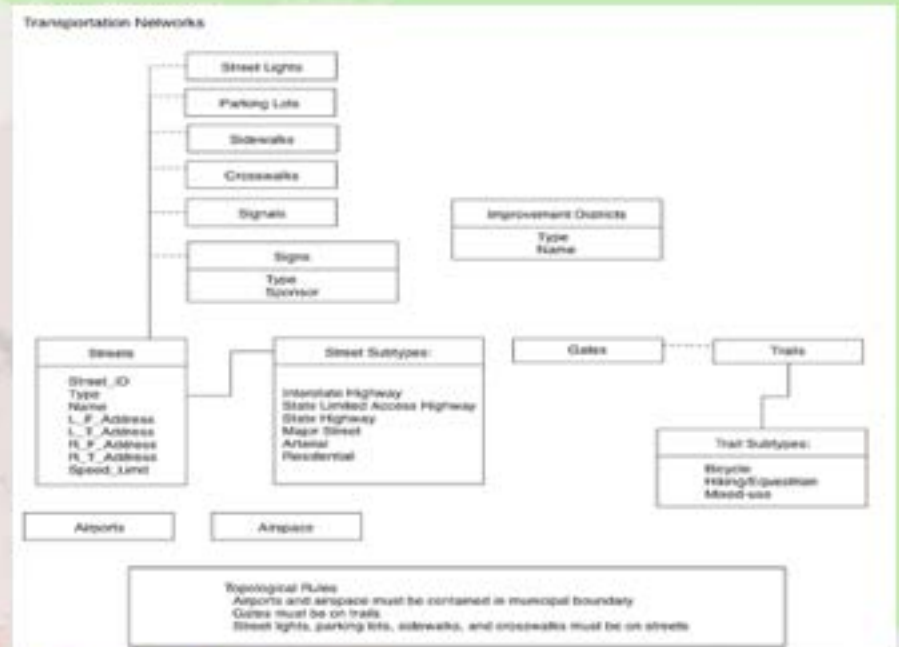 Transportation Networks
Street Lights
Parking Lots
Sidewalks
Crosswalks
Signals
Signs
Type
Sponsor
Improvement Districts
Type
Name
Streets
Street_ID
Type
Name
L_F_Address
L_T_Address
R_F_Address
R_T_Address
Speed_Limit
Street Subtypes:
Interstate Highway
State Limited Access Highway
State Highway
Major Street
Arterial
Residential
Gates
Trails
Trail Subtypes:
Bicycle
Hiking/Equestrian
Mixed-use
Airports
Airspace
Topological Rules
Airports and airspace must be contained in municipal boundary
Gates must be on trails
Street lights, parking lots, sidewalks, and crosswalks must be on streets